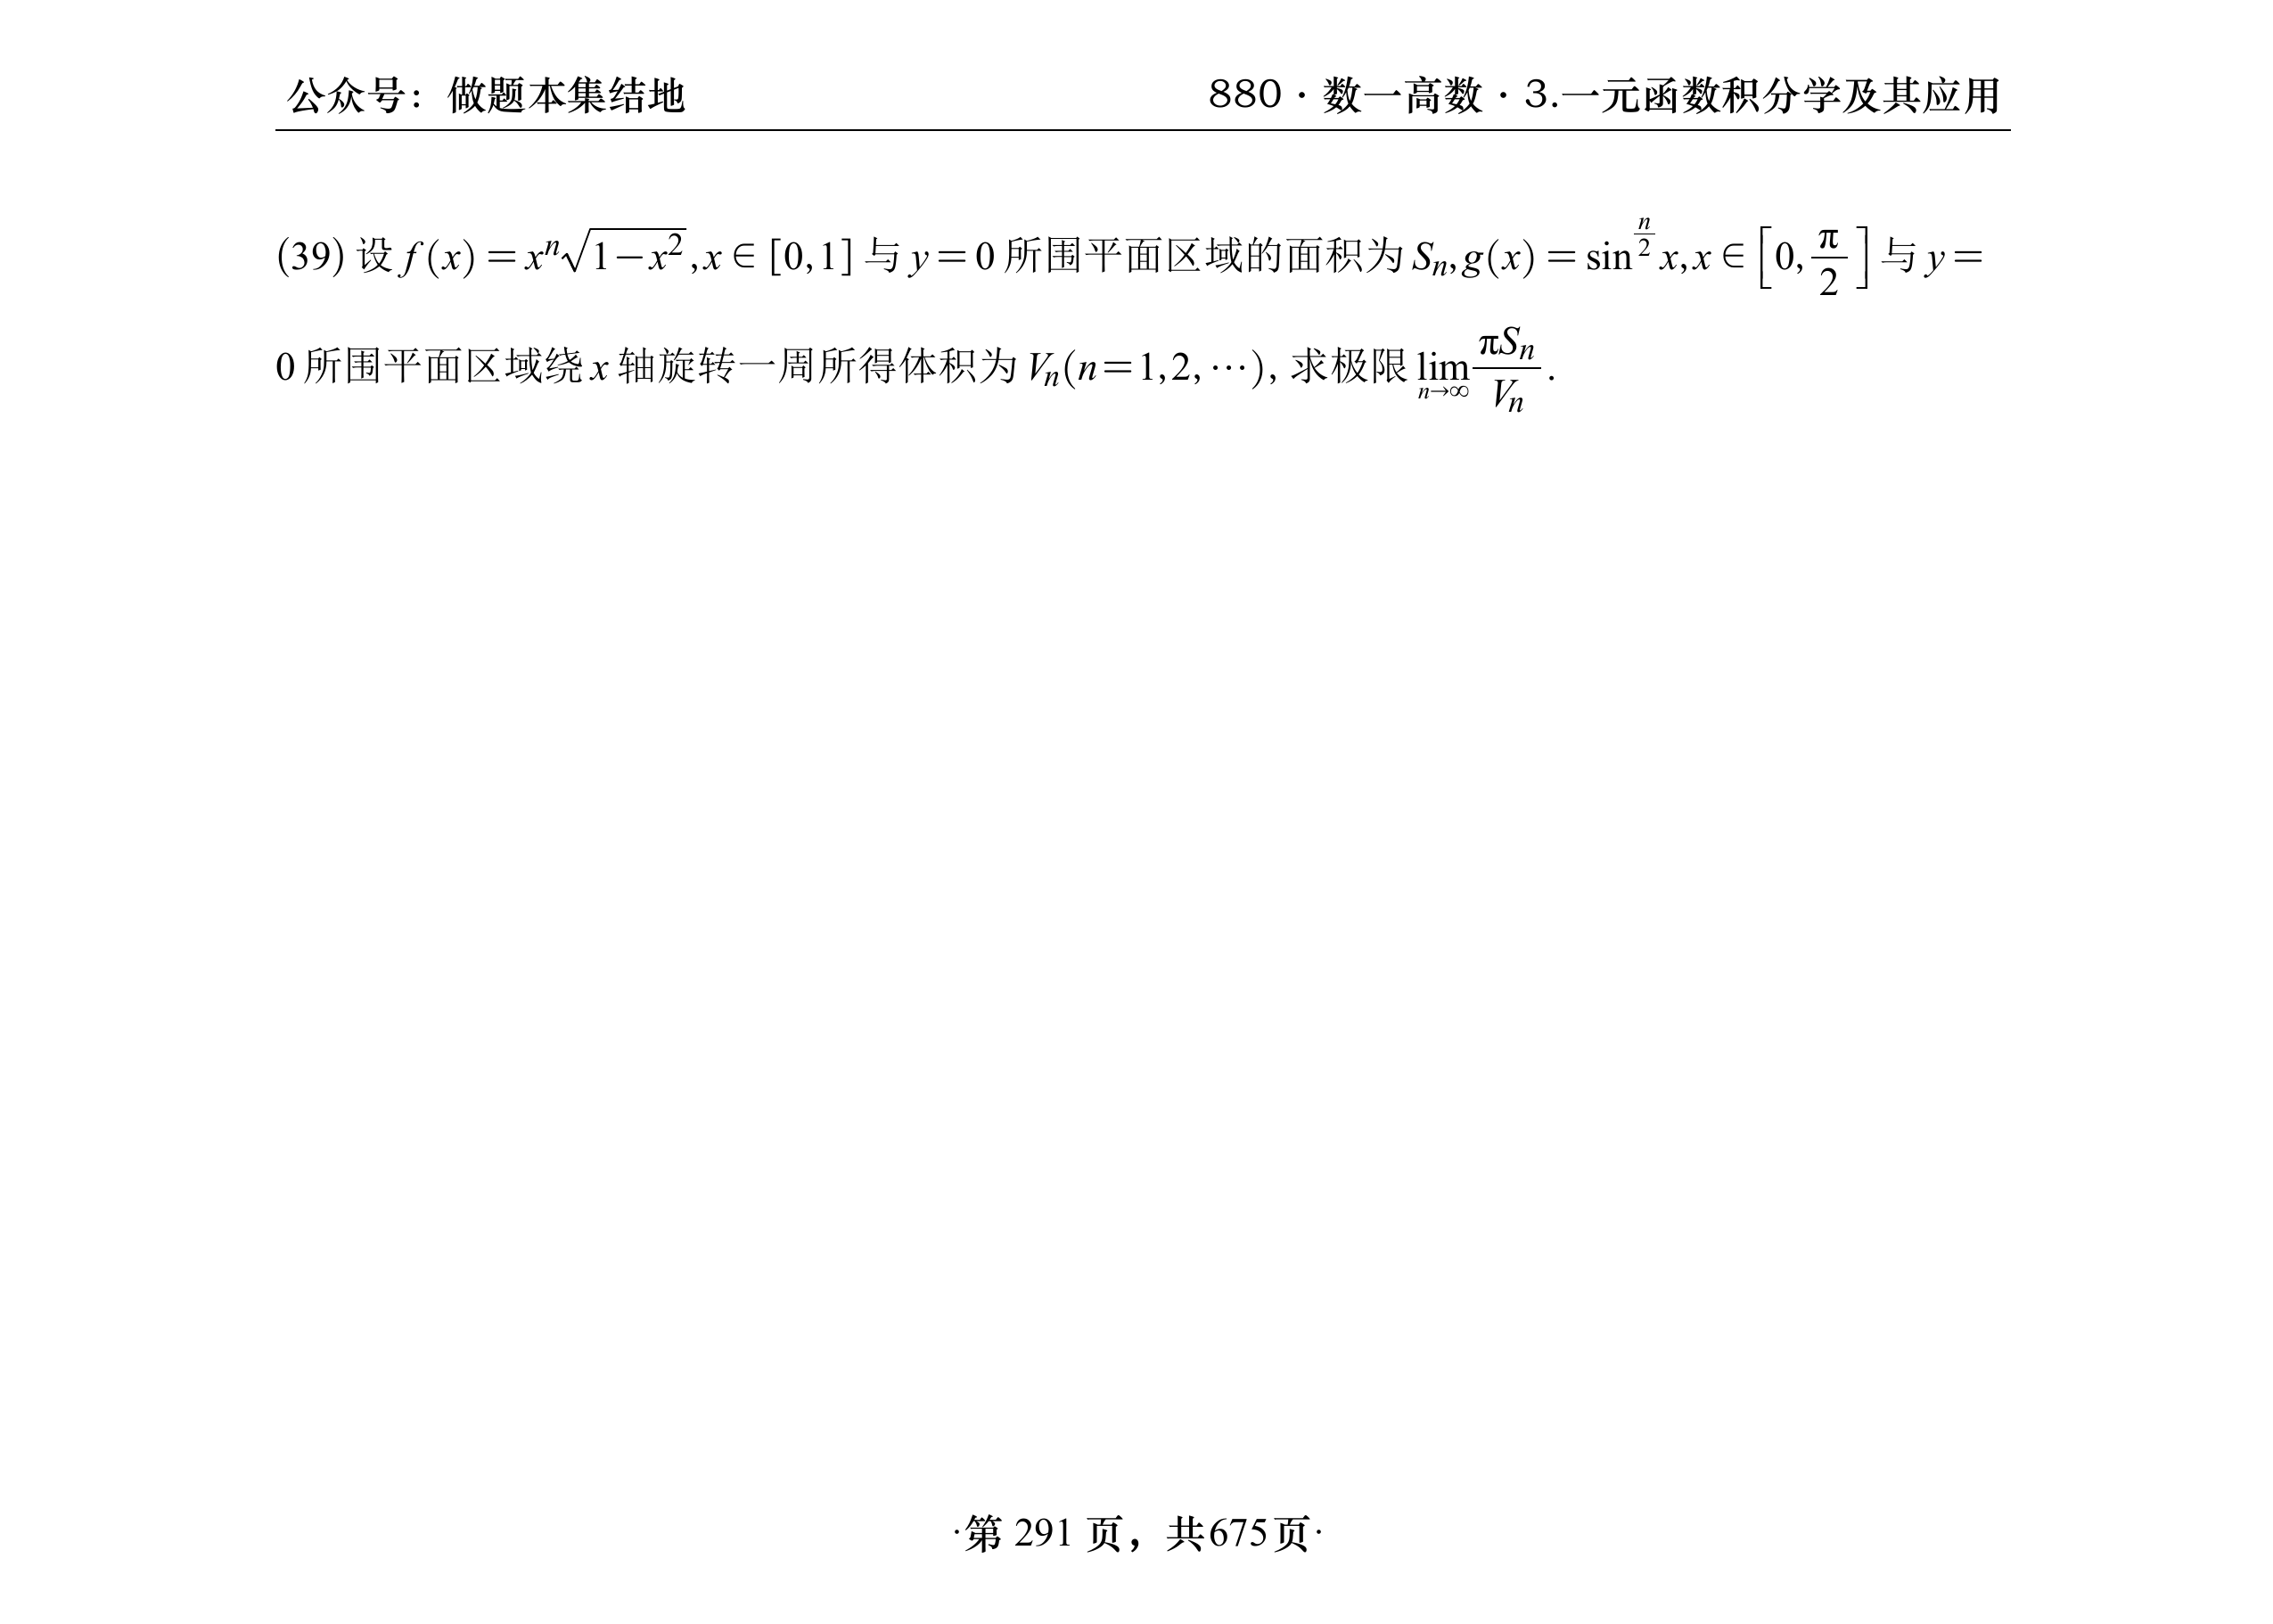 公众号：做题本集结地 880·数一高数·3.一元函数积分学及其应用
(39) 设 $f(x)=x^n\sqrt{1-x^2},x\in[0,1]$ 与 $y=0$ 所围平面区域的面积为 $S_n,g(x)=\sin^{\frac{n}{2}}x,x\in\left[0,\frac{\pi}{2}\right]$ 与 $y=$
$0$ 所围平面区域绕 $x$ 轴旋转一周所得体积为 $V_n(n=1,2,\cdots)$, 求极限 $\lim_{n\to\infty}\frac{\pi S_n}{V_n}$.
·第 291 页，共675页·